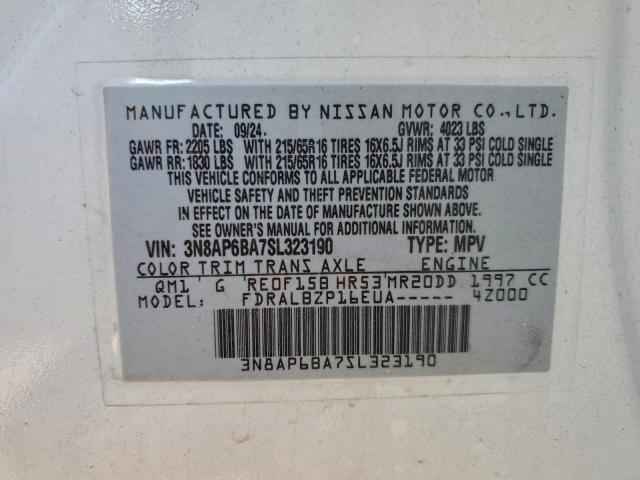 MANUFACTURED BY NISSAN MOTOR CO.,LTD.
DATE: 09/24. GVWR: 4023 LBS
GAWR FR: 2205 LBS WITH 215/65R16 TIRES 16X6.5J RIMS AT 33 PSI COLD SINGLE
GAWR RR: 1830 LBS WITH 215/65R16 TIRES 16X6.5J RIMS AT 33 PSI COLD SINGLE
THIS VEHICLE CONFORMS TO ALL APPLICABLE FEDERAL MOTOR
VEHICLE SAFETY AND THEFT PREVENTION STANDARDS
IN EFFECT ON THE DATE OF MANUFACTURE SHOWN ABOVE.
SEE OWNER'S MANUAL FOR ADDITIONAL INFORMATION.
VIN: 3N8AP6BA7SL323190 TYPE: MPV
COLOR TRIM TRANS AXLE ENGINE
QM1 ' G RE0F15B HR53 MR20DD 1997 CC
MODEL: FDRALBZP16EUA----- 4Z000
3N8AP6BA7SL323190